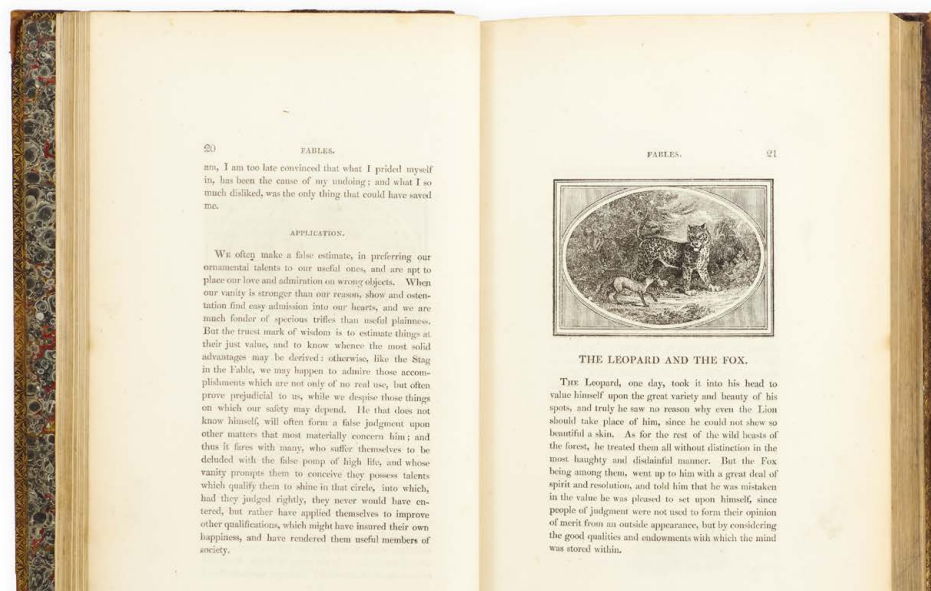 20
FABLES.
am, I am too late convinced that what I prided myself
in, has been the cause of my undoing; and what I so
much disliked, was the only thing that could have saved
me.
APPLICATION.
WE often make a false estimate, in preferring our
ornamental talents to our useful ones, and are apt to
place our love and admiration on wrong objects. When
our vanity is stronger than our reason, show and osten-
tation find easy admission into our hearts, and we are
much fonder of specious trifles than useful plainness.
But the truest mark of wisdom is to estimate things at
their just value, and to know whence the most solid
advantages may be derived: otherwise, like the Stag
in the Fable, we may happen to admire those accom-
plishments which are not only of no real use, but often
prove prejudicial to us, while we despise those things
on which our safety may depend. He that does not
know himself, will often form a false judgment upon
other matters that most materially concern him; and
thus it fares with many, who suffer themselves to be
deluded with the false pomp of high life, and whose
vanity prompts them to conceive they possess talents
which qualify them to shine in that circle, into which,
had they judged rightly, they never would have en-
tered, but rather have applied themselves to improve
other qualifications, which might have insured their own
happiness, and have rendered them useful members of
society.
FABLES.
21
THE LEOPARD AND THE FOX.
THE Leopard, one day, took it into his head to
value himself upon the great variety and beauty of his
spots, and truly he saw no reason why even the Lion
should take place of him, since he could not shew so
beautiful a skin. As for the rest of the wild beasts of
the forest, he treated them all without distinction in the
most haughty and disdainful manner. But the Fox
being among them, went up to him with a great deal of
spirit and resolution, and told him that he was mistaken
in the value he was pleased to set upon himself, since
people of judgment were not used to form their opinion
of merit from an outside appearance, but by considering
the good qualities and endowments with which the mind
was stored within.